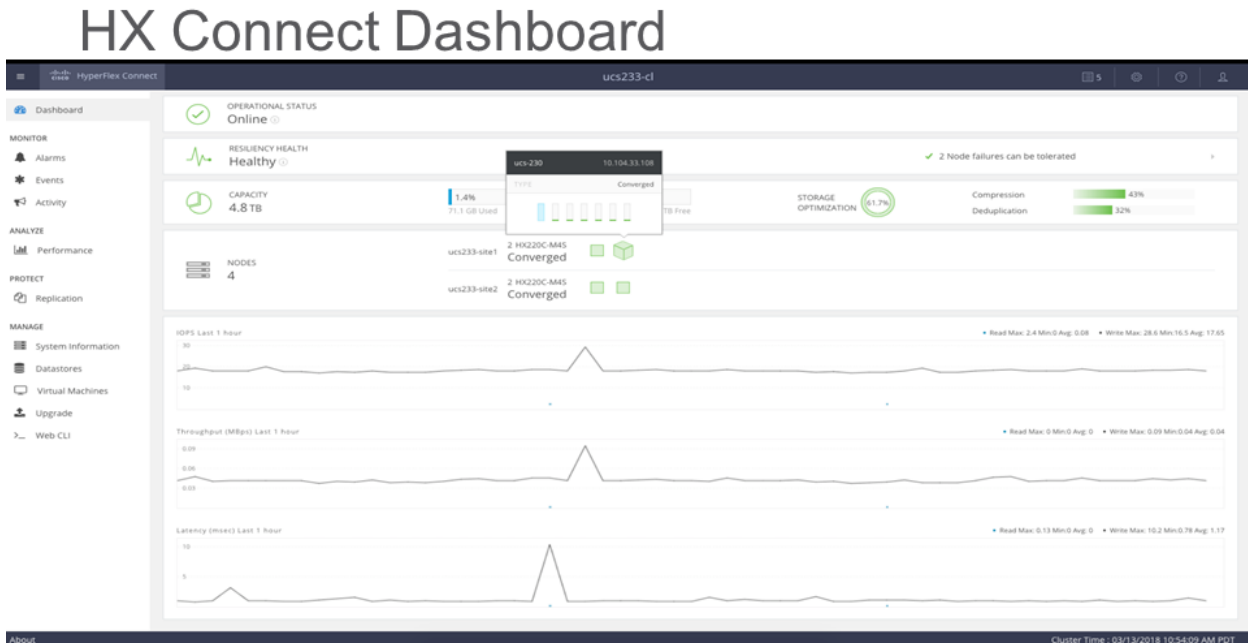 HX Connect Dashboard
CISCO HyperFlex Connect
ucs233-cl
5
Dashboard
MONITOR
Alarms
Events
Activity
ANALYZE
Performance
PROTECT
Replication
MANAGE
System Information
Datastores
Virtual Machines
Upgrade
Web CLI
OPERATIONAL STATUS
Online
RESILIENCY HEALTH
Healthy
2 Node failures can be tolerated
ucs-230 10.104.33.108
TYPE Converged
CAPACITY
4.8 TB
1.4%
71.1 GB Used
TB Free
STORAGE
OPTIMIZATION
61.7%
Compression 43%
Deduplication 32%
NODES
4
ucs233-site1
2 HX220C-M4S
Converged
ucs233-site2
2 HX220C-M4S
Converged
IOPS Last 1 hour
Read Max: 2.4 Min:0 Avg: 0.08 Write Max: 28.6 Min:16.5 Avg: 17.65
30
20
10
Throughput (MBps) Last 1 hour
Read Max: 0 Min:0 Avg: 0 Write Max: 0.09 Min:0.04 Avg: 0.04
0.09
0.06
0.03
Latency (msec) Last 1 hour
Read Max: 0.13 Min:0 Avg: 0 Write Max: 10.2 Min:0.78 Avg: 1.17
10
5
About
Cluster Time : 03/13/2018 10:54:09 AM PDT